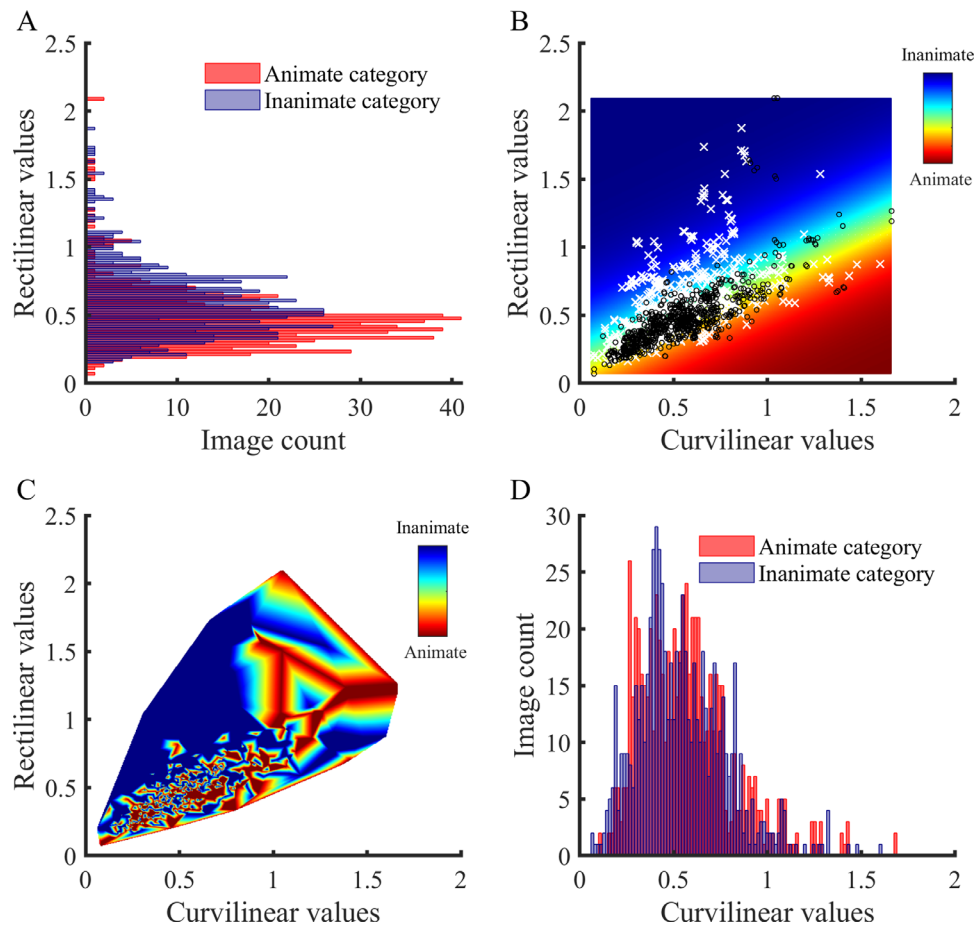 A
2.5
2
1.5
1
0.5
0
0
10
20
30
40
Rectilinear values
Image count
Animate category
Inanimate category
B
2.5
2
1.5
1
0.5
0
0
0.5
1
1.5
2
Rectilinear values
Curvilinear values
Inanimate
Animate
C
2.5
2
1.5
1
0.5
0
0
0.5
1
1.5
2
Rectilinear values
Curvilinear values
Inanimate
Animate
D
30
25
20
15
10
5
0
0
0.5
1
1.5
2
Image count
Curvilinear values
Animate category
Inanimate category